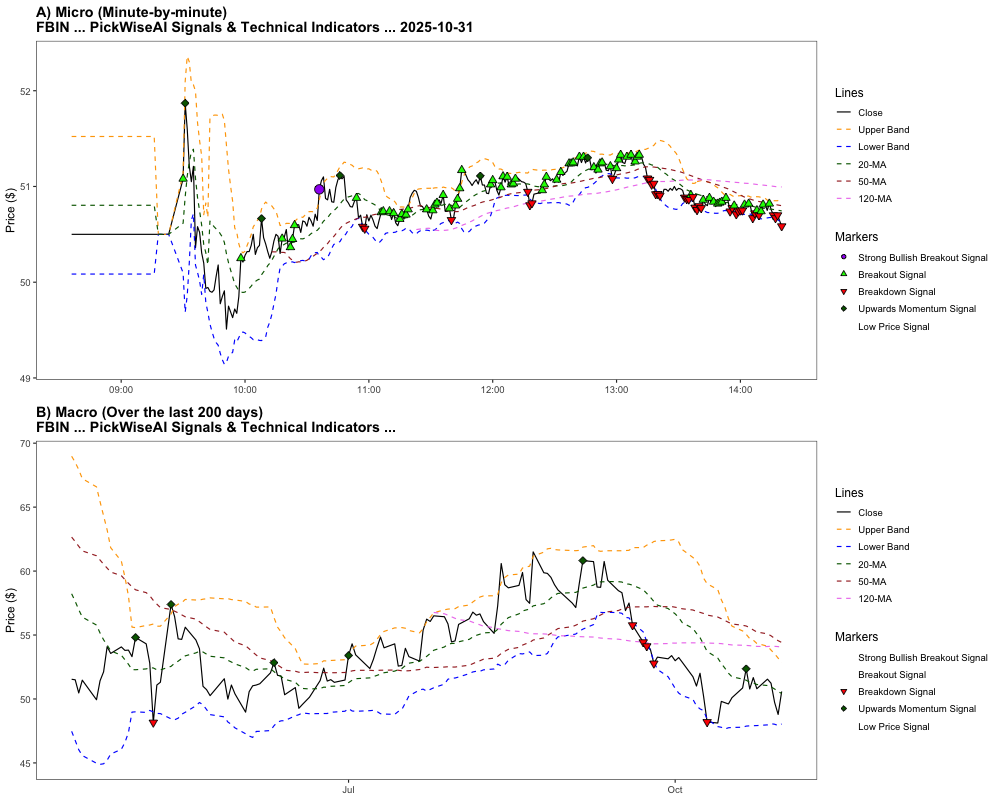 A) Micro (Minute-by-minute)
FBIN ... PickWiseAI Signals & Technical Indicators ... 2025-10-31
Price ($)
52
51
50
49
09:00
10:00
11:00
12:00
13:00
14:00
Lines
Close
Upper Band
Lower Band
20-MA
50-MA
120-MA
Markers
Strong Bullish Breakout Signal
Breakout Signal
Breakdown Signal
Upwards Momentum Signal
Low Price Signal
B) Macro (Over the last 200 days)
FBIN ... PickWiseAI Signals & Technical Indicators ...
Price ($)
70
65
60
55
50
45
Jul
Oct
Lines
Close
Upper Band
Lower Band
20-MA
50-MA
120-MA
Markers
Strong Bullish Breakout Signal
Breakout Signal
Breakdown Signal
Upwards Momentum Signal
Low Price Signal